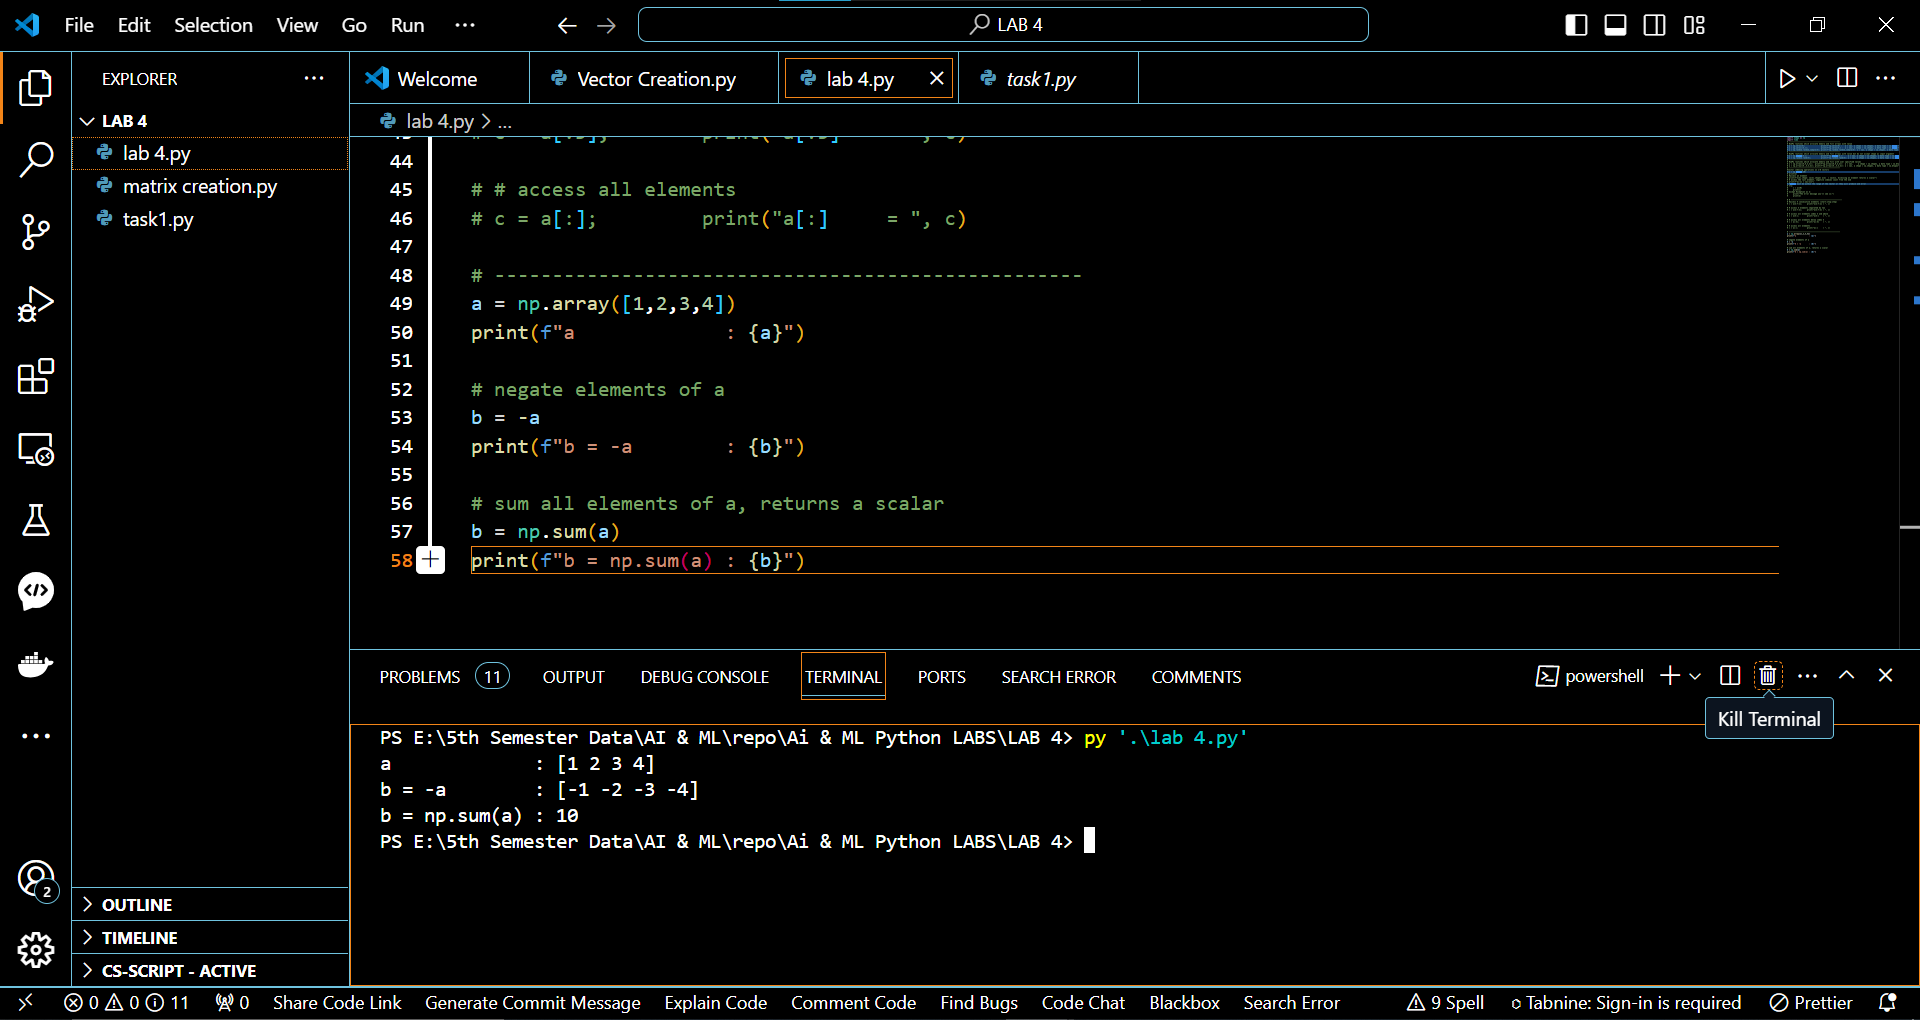 File Edit Selection View Go Run ··· LAB 4
EXPLORER ···
LAB 4
lab 4.py
matrix creation.py
task1.py
OUTLINE
TIMELINE
CS-SCRIPT - ACTIVE
2
Welcome Vector Creation.py lab 4.py task1.py
lab 4.py > ...
44
45 # # access all elements
46 # c = a[:]; print("a[:] = ", c)
47
48 # ---------------------------------------------------
49 a = np.array([1,2,3,4])
50 print(f"a : {a}")
51
52 # negate elements of a
53 b = -a
54 print(f"b = -a : {b}")
55
56 # sum all elements of a, returns a scalar
57 b = np.sum(a)
58 print(f"b = np.sum(a) : {b}")
PROBLEMS 11 OUTPUT DEBUG CONSOLE TERMINAL PORTS SEARCH ERROR COMMENTS powershell
Kill Terminal
PS E:\5th Semester Data\AI & ML\repo\Ai & ML Python LABS\LAB 4> py '.\lab 4.py'
a : [1 2 3 4]
b = -a : [-1 -2 -3 -4]
b = np.sum(a) : 10
PS E:\5th Semester Data\AI & ML\repo\Ai & ML Python LABS\LAB 4>
0 0 11 0 Share Code Link Generate Commit Message Explain Code Comment Code Find Bugs Code Chat Blackbox Search Error 9 Spell Tabnine: Sign-in is required Prettier